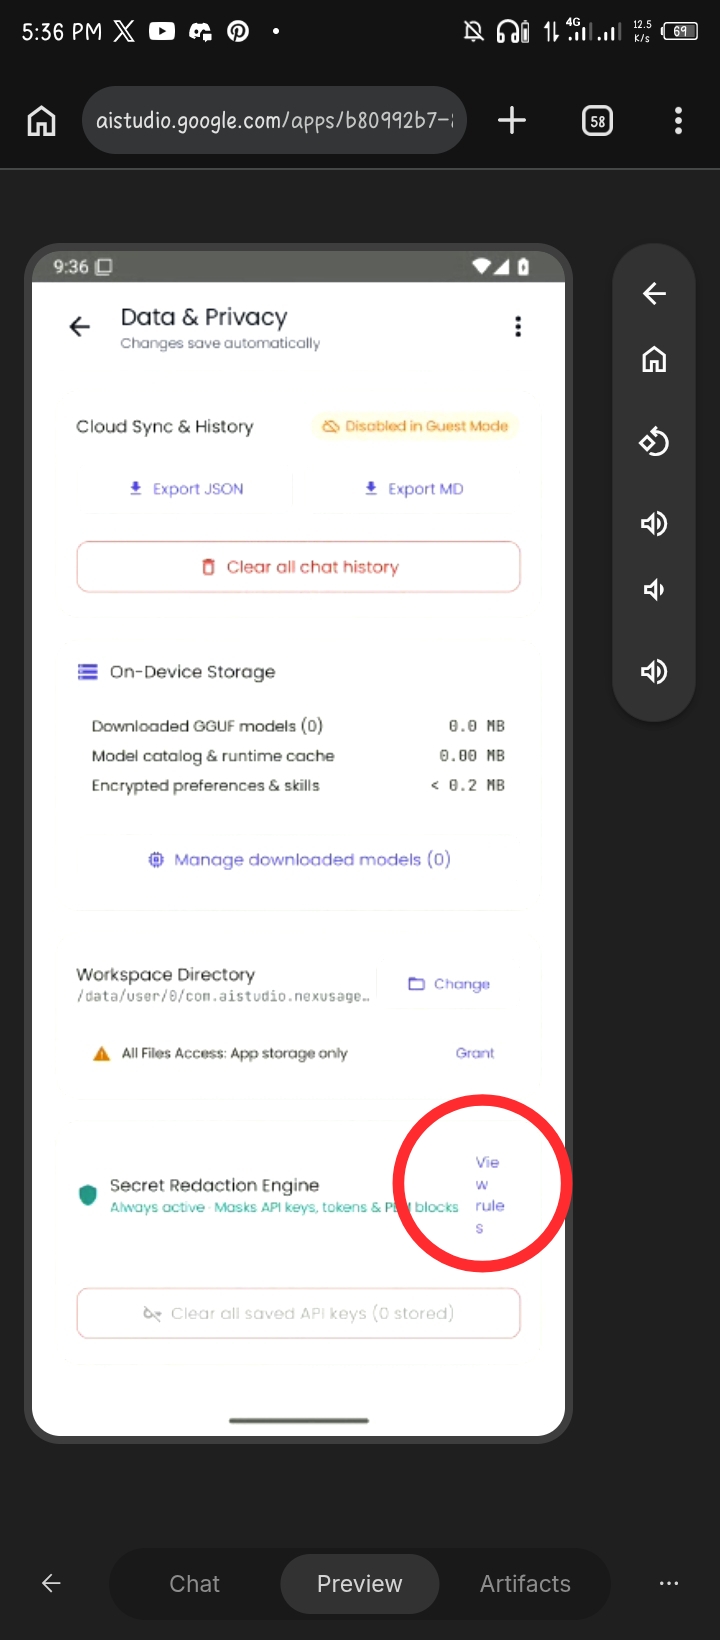 5:36 PM
4G
12.5
K/s
69
aistudio.google.com/apps/b80992b7-
58
9:36
Data & Privacy
Changes save automatically
Cloud Sync & History
Disabled in Guest Mode
Export JSON
Export MD
Clear all chat history
On-Device Storage
Downloaded GGUF models (0)
0.0 MB
Model catalog & runtime cache
0.00 MB
Encrypted preferences & skills
< 0.2 MB
Manage downloaded models (0)
Workspace Directory
/data/user/0/com.aistudio.nexusage…
Change
All Files Access: App storage only
Grant
Secret Redaction Engine
Always active · Masks API keys, tokens & PEM blocks
Vie
w
rule
s
Clear all saved API keys (0 stored)
Chat
Preview
Artifacts